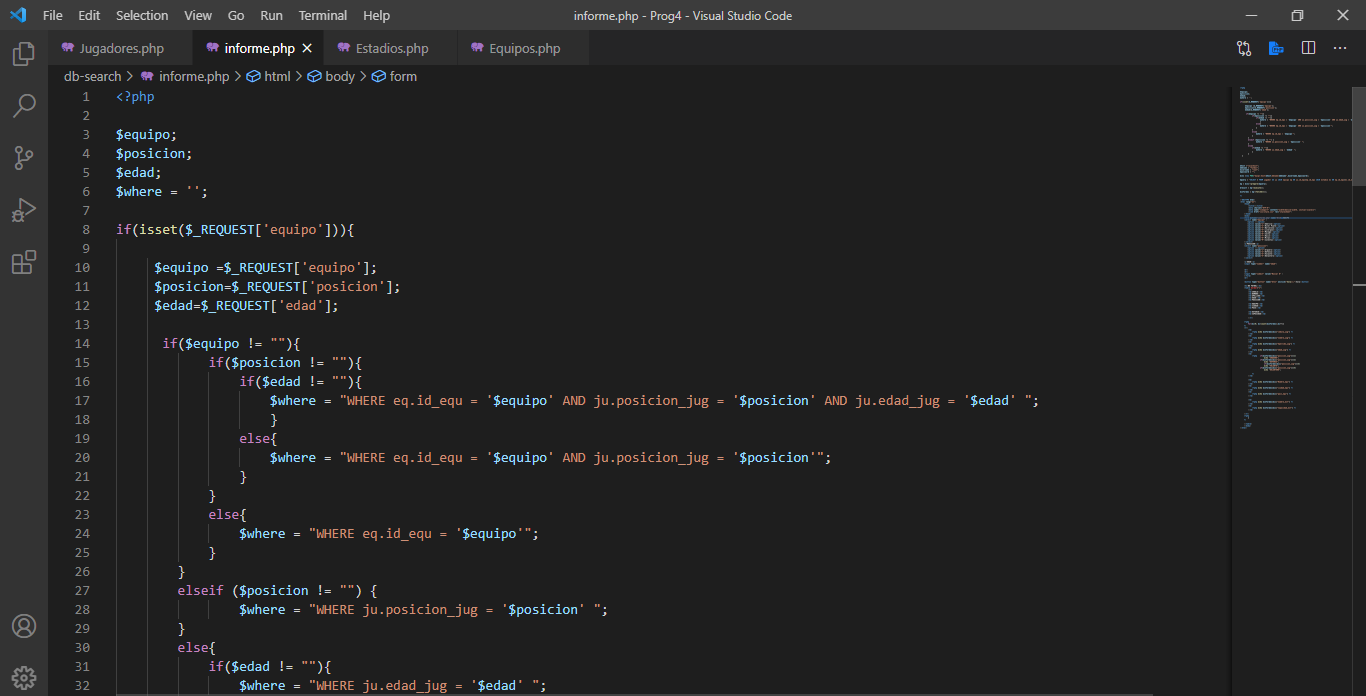 File Edit Selection View Go Run Terminal Help informe.php - Prog4 - Visual Studio Code
Jugadores.php informe.php Estadios.php Equipos.php
db-search > informe.php > html > body > form
1 <?php
2
3 $equipo;
4 $posicion;
5 $edad;
6 $where = '';
7
8 if(isset($_REQUEST['equipo'])){
9
10 $equipo =$_REQUEST['equipo'];
11 $posicion=$_REQUEST['posicion'];
12 $edad=$_REQUEST['edad'];
13
14 if($equipo != ""){
15 if($posicion != ""){
16 if($edad != ""){
17 $where = "WHERE eq.id_equ = '$equipo' AND ju.posicion_jug = '$posicion' AND ju.edad_jug = '$edad' ";
18 }
19 else{
20 $where = "WHERE eq.id_equ = '$equipo' AND ju.posicion_jug = '$posicion'";
21 }
22 }
23 else{
24 $where = "WHERE eq.id_equ = '$equipo'";
25 }
26 }
27 elseif ($posicion != "") {
28 $where = "WHERE ju.posicion_jug = '$posicion' ";
29 }
30 else{
31 if($edad != ""){
32 $where = "WHERE ju.edad_jug = '$edad' ";